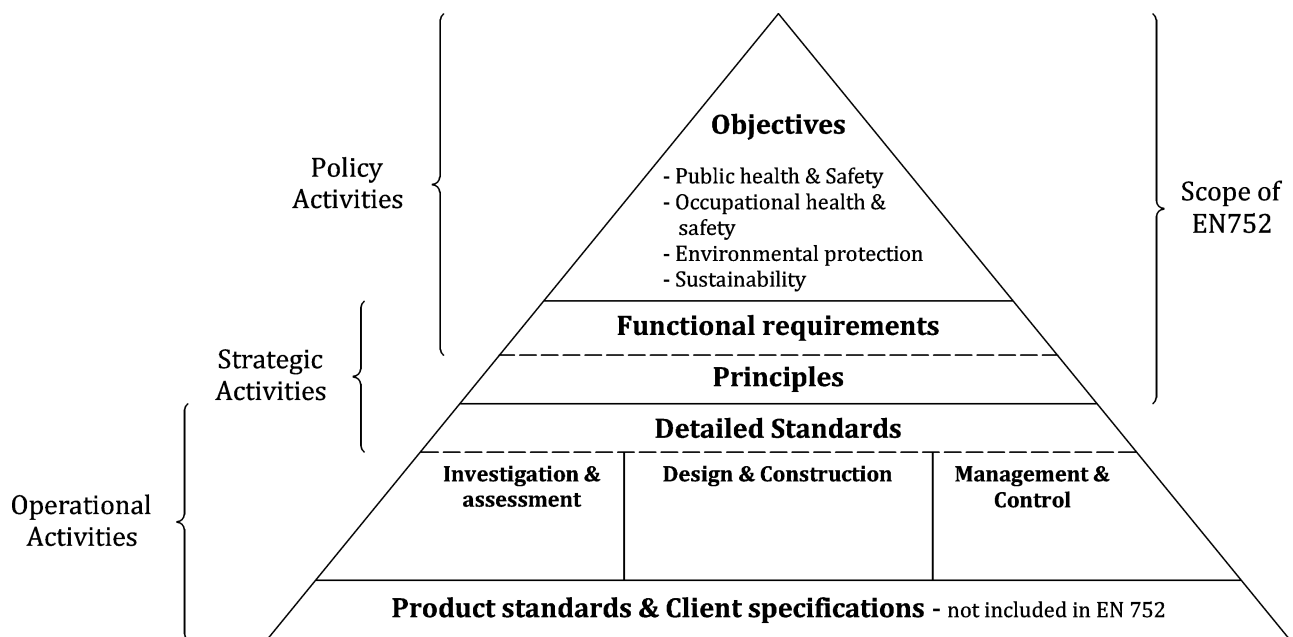 Objectives
Policy
Activities
- Public health & Safety
- Occupational health &
safety
- Environmental protection
- Sustainability
Scope of
EN752
Functional requirements
Strategic
Activities
Principles
Detailed Standards
Investigation &
assessment
Design & Construction
Management &
Control
Operational
Activities
Product standards & Client specifications - not included in EN 752